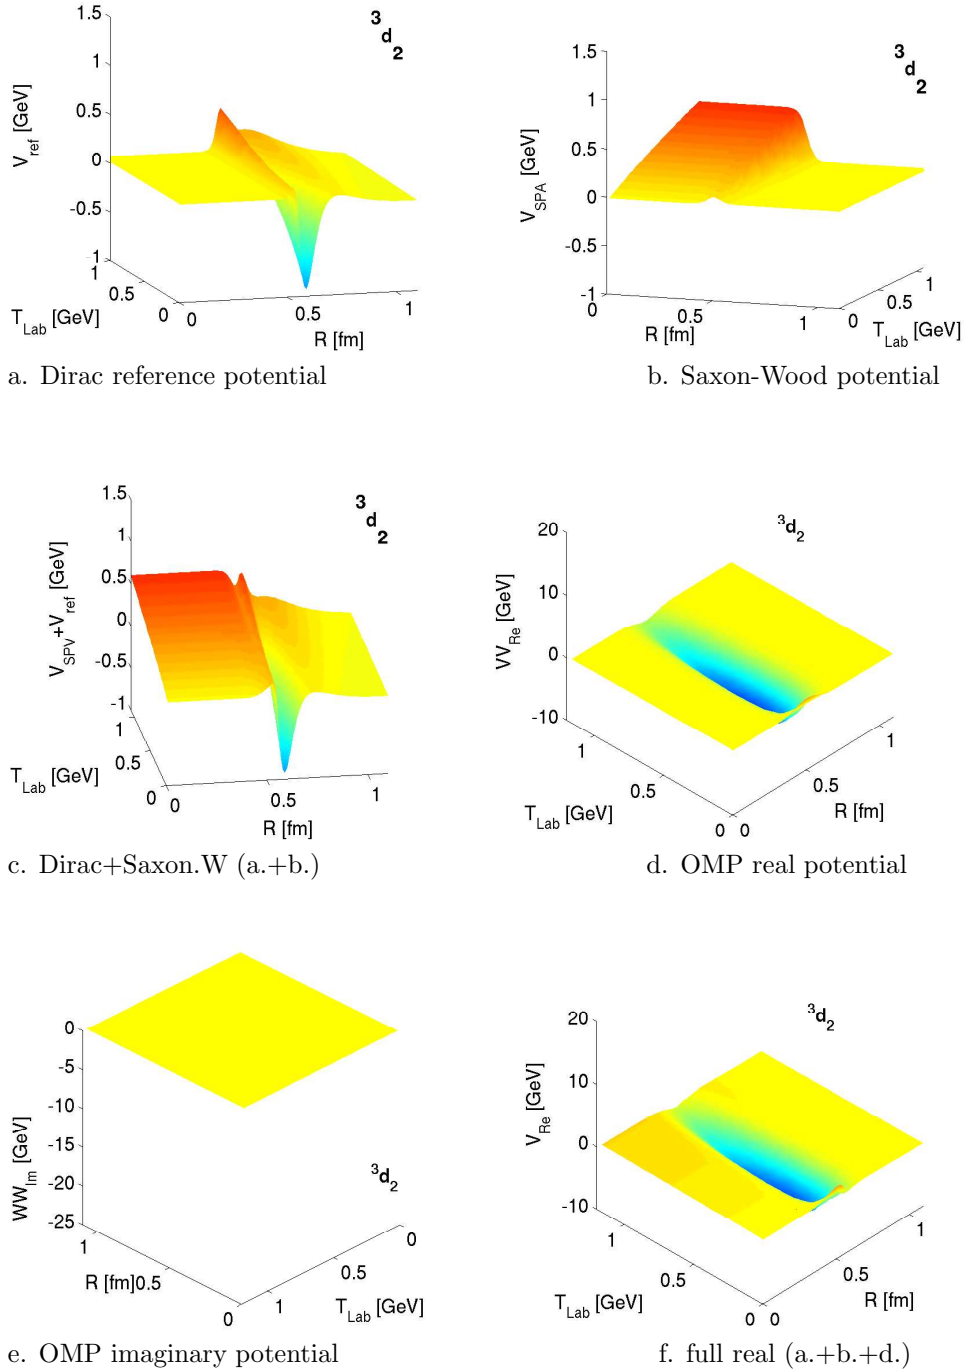 1.5
1
0.5
0
-0.5
-1
V_ref [GeV]
3
d
2
1
0.5
0
T_Lab [GeV]
0
0.5
1
R [fm]
a. Dirac reference potential
1.5
1
0.5
0
-0.5
-1
V_SPA [GeV]
3
d
2
0
0.5
1
R [fm]
0
0.5
1
T_Lab [GeV]
b. Saxon-Wood potential
1.5
1
0.5
0
-0.5
-1
V_SPV+V_ref [GeV]
3
d
2
1
0.5
0
T_Lab [GeV]
0
0.5
1
R [fm]
c. Dirac+Saxon.W (a.+b.)
20
10
0
-10
VV_Re [GeV]
³d₂
1
0.5
0
T_Lab [GeV]
0
0.5
1
R [fm]
d. OMP real potential
0
-5
-10
-15
-20
-25
WW_Im [GeV]
³d₂
1
R [fm]0.5
0
1
0.5
0
T_Lab [GeV]
e. OMP imaginary potential
20
10
0
-10
V_Re [GeV]
³d₂
1
0.5
0
T_Lab [GeV]
0
0.5
1
R [fm]
f. full real (a.+b.+d.)